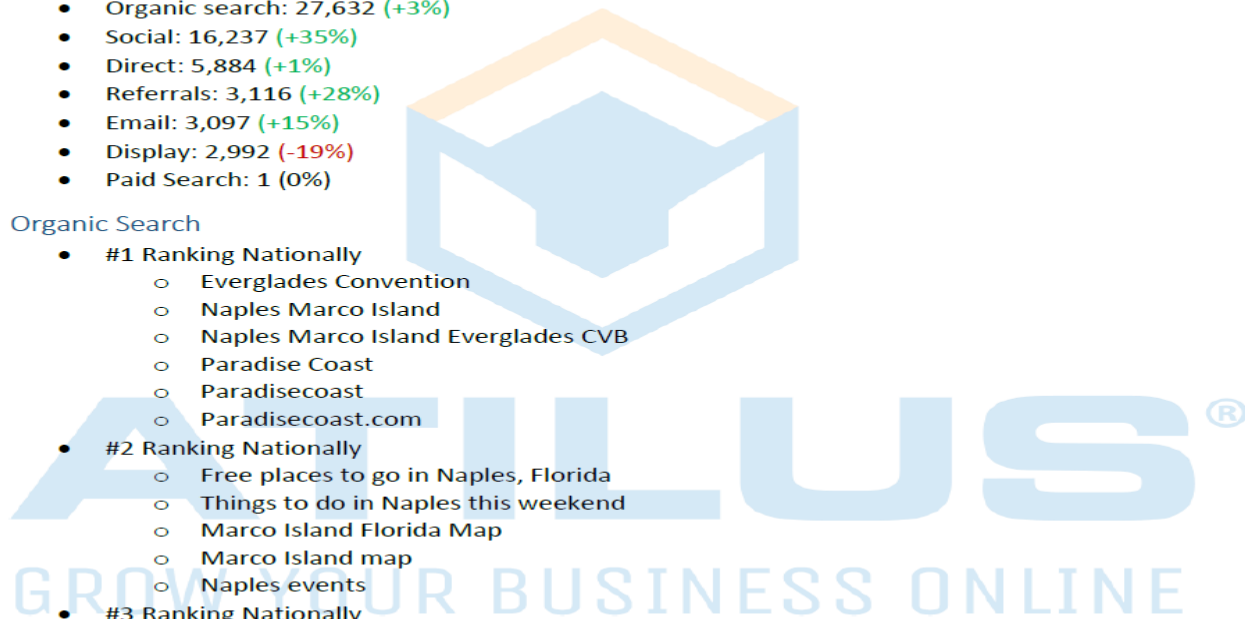 • Organic search: 27,632 (+3%)
• Social: 16,237 (+35%)
• Direct: 5,884 (+1%)
• Referrals: 3,116 (+28%)
• Email: 3,097 (+15%)
• Display: 2,992 (-19%)
• Paid Search: 1 (0%)
Organic Search
• #1 Ranking Nationally
o Everglades Convention
o Naples Marco Island
o Naples Marco Island Everglades CVB
o Paradise Coast
o Paradisecoast
o Paradisecoast.com
• #2 Ranking Nationally
o Free places to go in Naples, Florida
o Things to do in Naples this weekend
o Marco Island Florida Map
o Marco Island map
o Naples events
• #3 Ranking Nationally
ATILUS®
GROW YOUR BUSINESS ONLINE